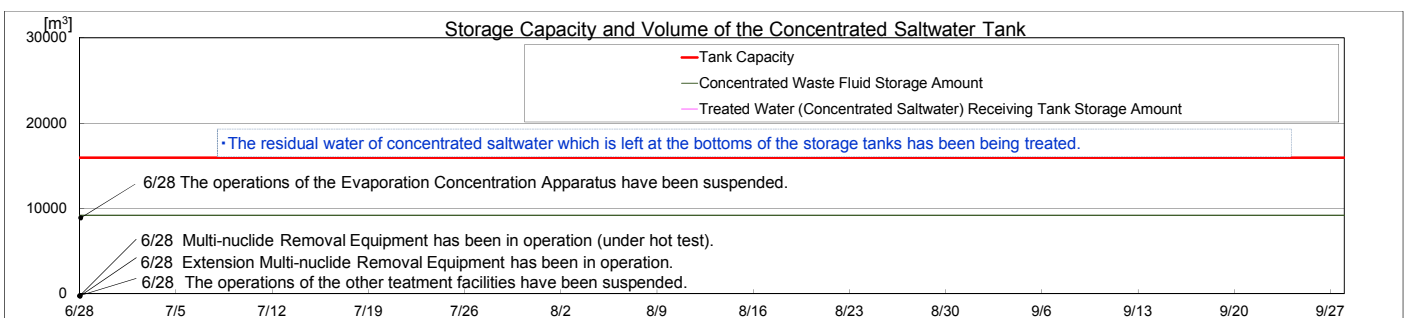 [m³]
Storage Capacity and Volume of the Concentrated Saltwater Tank
30000
Tank Capacity
Concentrated Waste Fluid Storage Amount
Treated Water (Concentrated Saltwater) Receiving Tank Storage Amount
20000
・The residual water of concentrated saltwater which is left at the bottoms of the storage tanks has been being treated.
6/28 The operations of the Evaporation Concentration Apparatus have been suspended.
10000
6/28 Multi-nuclide Removal Equipment has been in operation (under hot test).
6/28 Extension Multi-nuclide Removal Equipment has been in operation.
6/28 The operations of the other teatment facilities have been suspended.
0
6/28 7/5 7/12 7/19 7/26 8/2 8/9 8/16 8/23 8/30 9/6 9/13 9/20 9/27